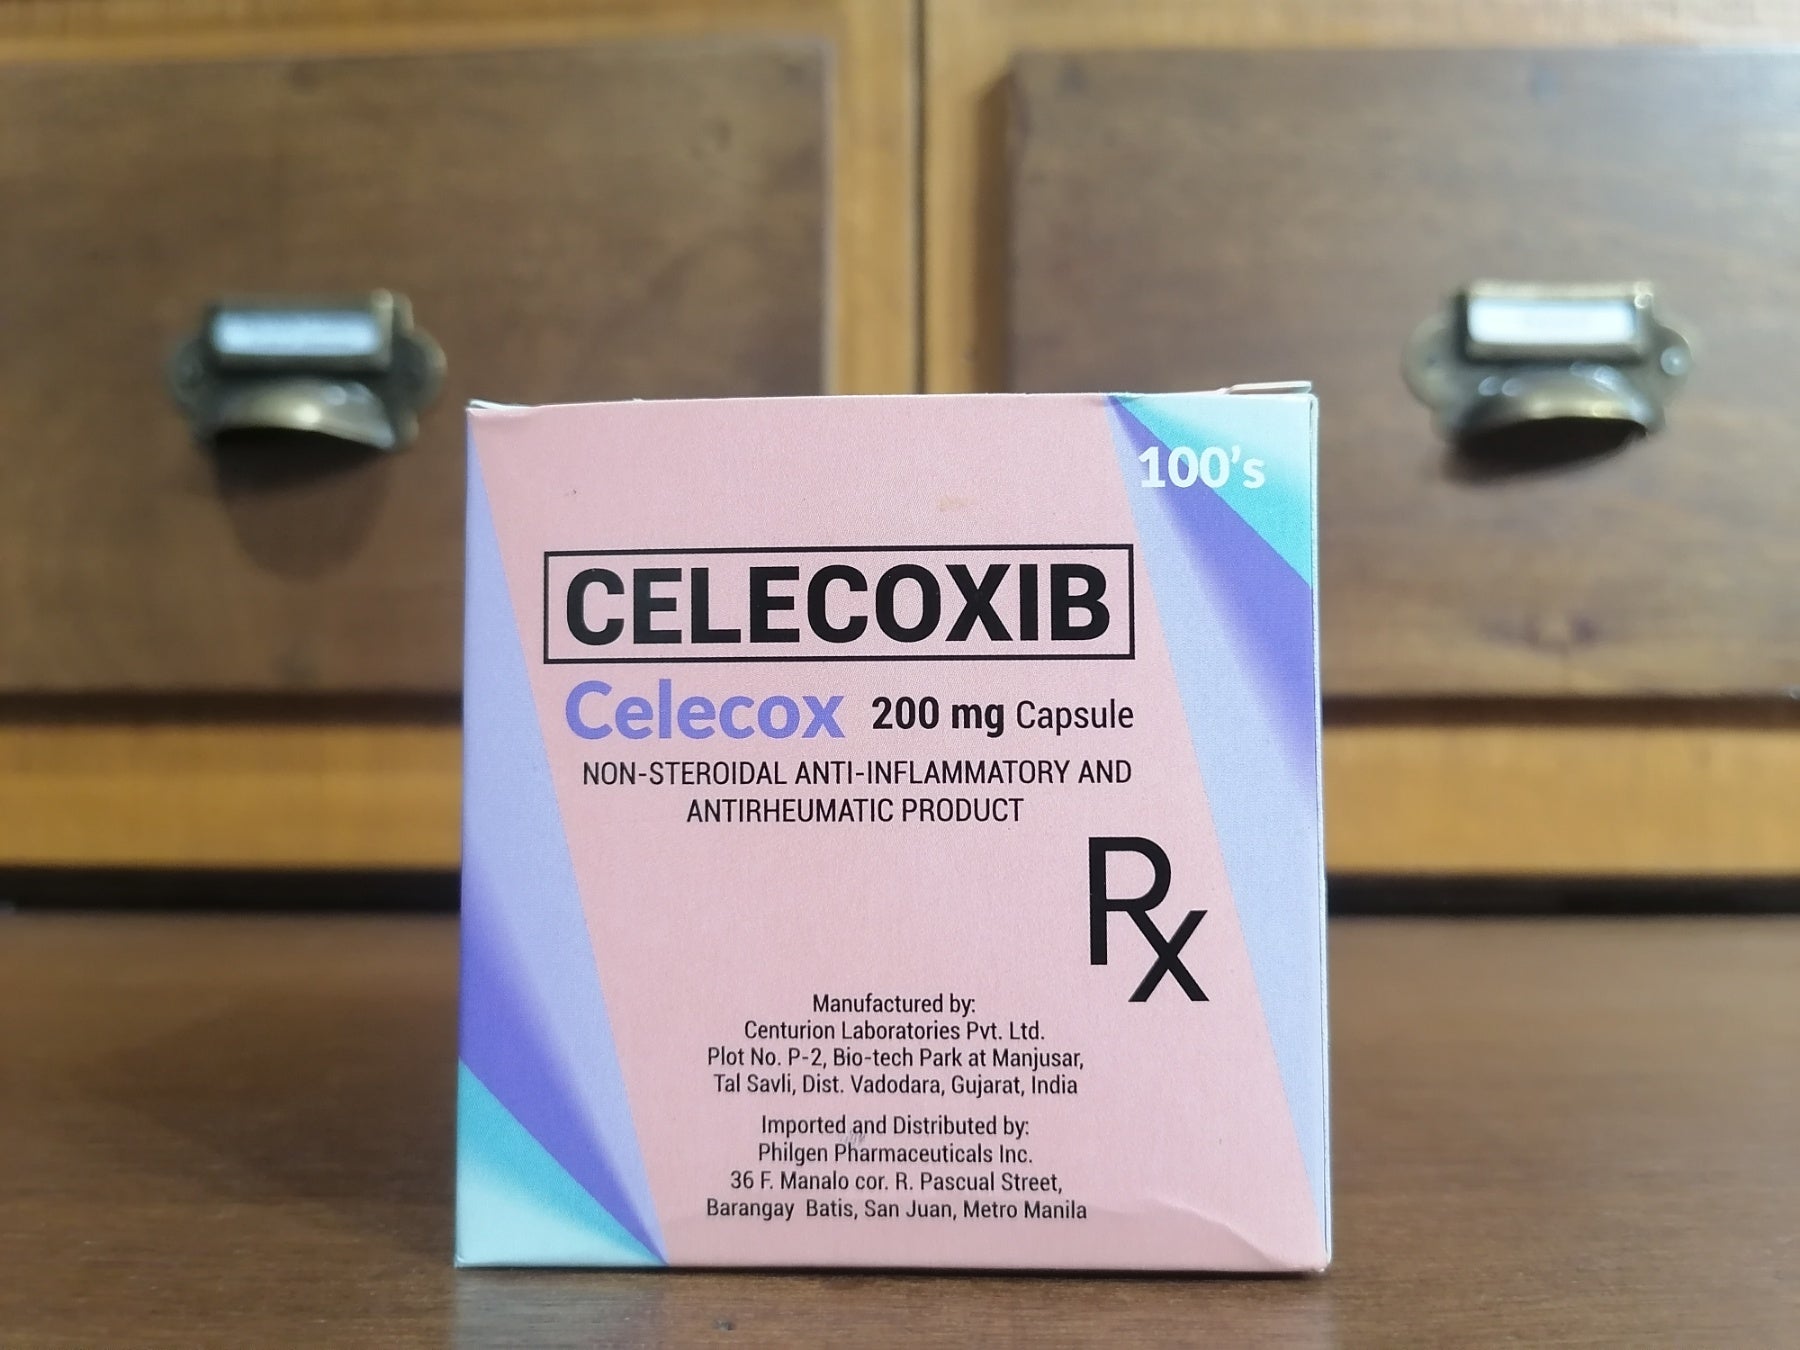 100's
CELECOXIB
Celecox 200 mg Capsule
NON-STEROIDAL ANTI-INFLAMMATORY AND
ANTIRHEUMATIC PRODUCT
Rx
Manufactured by:
Centurion Laboratories Pvt. Ltd.
Plot No. P-2, Bio-tech Park at Manjusar,
Tal Savli, Dist. Vadodara, Gujarat, India
Imported and Distributed by:
Philgen Pharmaceuticals Inc.
36 F. Manalo cor. R. Pascual Street,
Barangay Batis, San Juan, Metro Manila